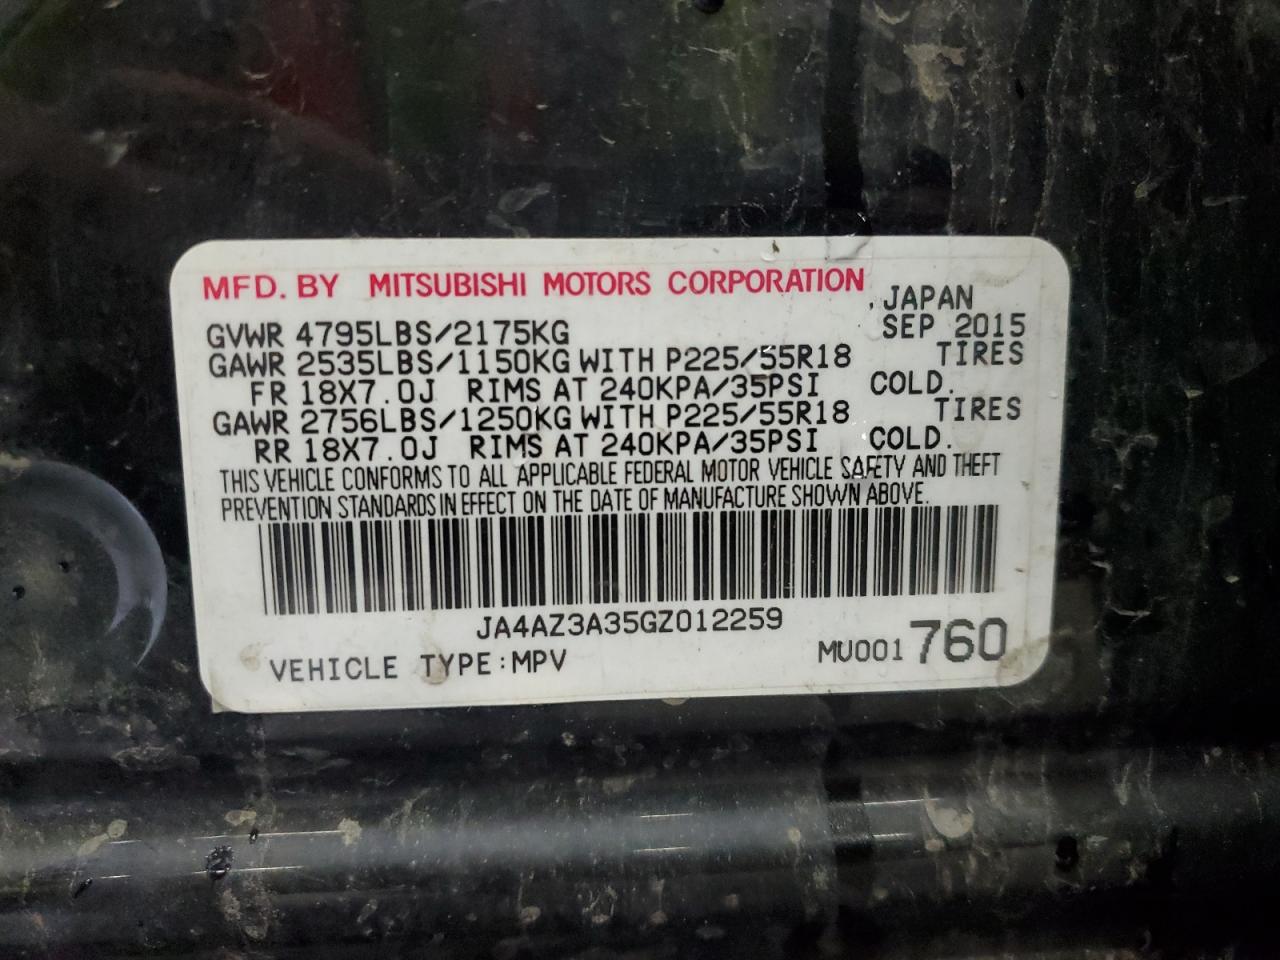 MFD. BY MITSUBISHI MOTORS CORPORATION
, JAPAN
GVWR 4795LBS/2175KG SEP 2015
GAWR 2535LBS/1150KG WITH P225/55R18 TIRES
FR 18X7.0J RIMS AT 240KPA/35PSI COLD.
GAWR 2756LBS/1250KG WITH P225/55R18 TIRES
RR 18X7.0J RIMS AT 240KPA/35PSI COLD.
THIS VEHICLE CONFORMS TO ALL APPLICABLE FEDERAL MOTOR VEHICLE SAFETY AND THEFT
PREVENTION STANDARDS IN EFFECT ON THE DATE OF MANUFACTURE SHOWN ABOVE.
JA4AZ3A35GZ012259
VEHICLE TYPE:MPV MU001760